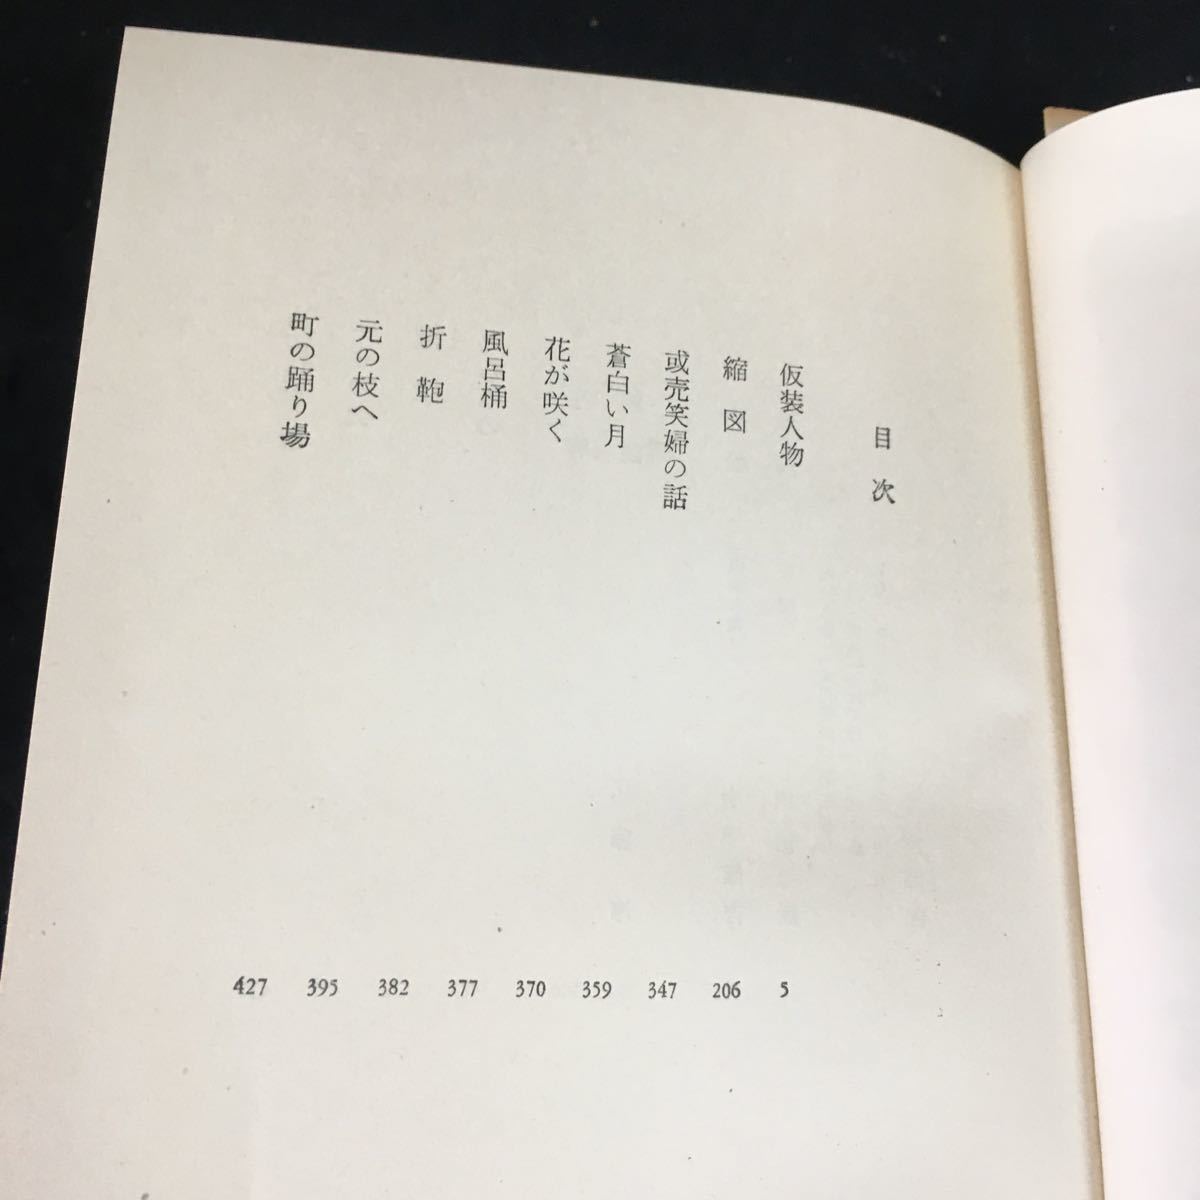 目次
仮装人物 5
縮図 206
或売笑婦の話 347
蒼白い月 359
花が咲く 370
風呂桶 377
折鞄 382
元の枝へ 395
町の踊り場 427